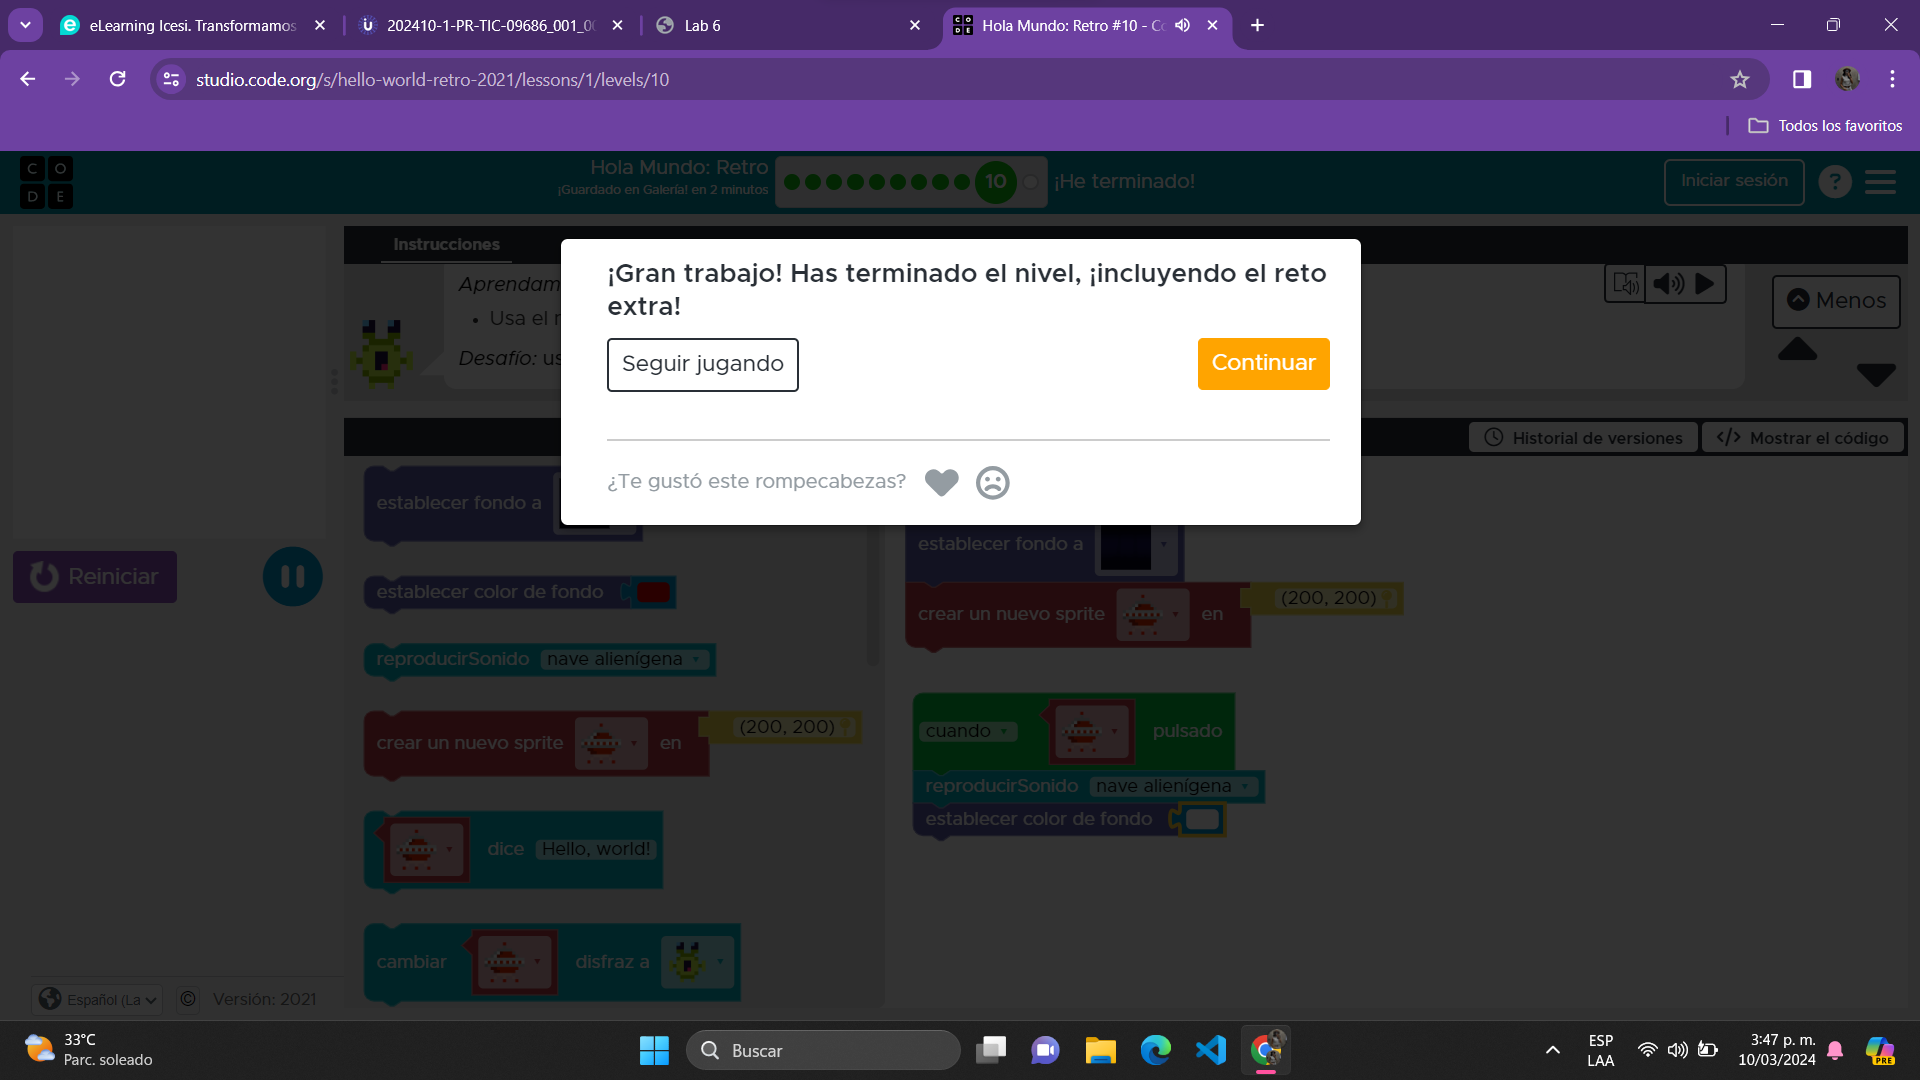 eLearning Icesi. Transformamos
202410-1-PR-TIC-09686_001_
Lab 6
Hola Mundo: Retro #10 - Co
studio.code.org/s/hello-world-retro-2021/lessons/1/levels/10
Todos los favoritos
C O
D E
Hola Mundo: Retro
¡Guardado en Galería! en 2 minutos
10
¡He terminado!
Iniciar sesión
?
Instrucciones
Aprendam
• Usa el
Desafío: us
Menos
¡Gran trabajo! Has terminado el nivel, ¡incluyendo el reto
extra!
Seguir jugando
Continuar
¿Te gustó este rompecabezas?
Historial de versiones
</> Mostrar el código
Reiniciar
establecer fondo a
establecer color de fondo
reproducirSonido nave alienígena
crear un nuevo sprite en (200, 200)
dice Hello, world!
cambiar disfraz a
establecer fondo a
crear un nuevo sprite en (200, 200)
cuando pulsado
reproducirSonido nave alienígena
establecer color de fondo
Español (La
© Versión: 2021
33°C
Parc. soleado
Buscar
ESP
LAA
3:47 p. m.
10/03/2024
PRE